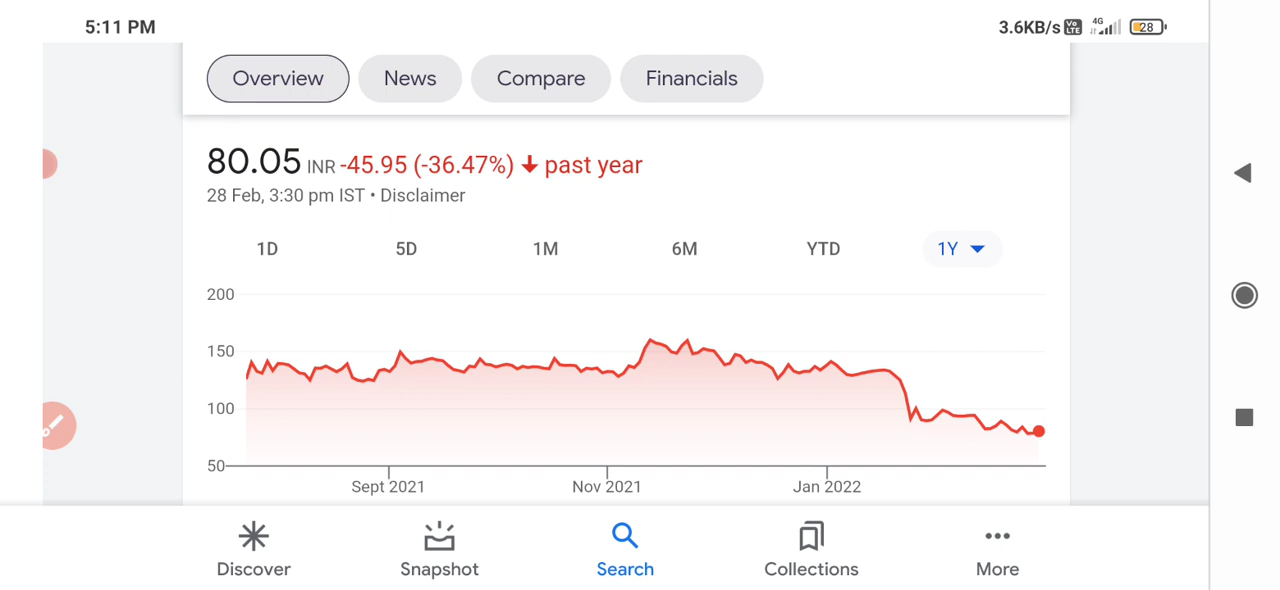 5:11 PM
3.6KB/s Vo LTE 4G 28
Overview News Compare Financials
80.05 INR -45.95 (-36.47%) ↓ past year
28 Feb, 3:30 pm IST • Disclaimer
1D 5D 1M 6M YTD 1Y
200
150
100
50
Sept 2021 Nov 2021 Jan 2022
Discover Snapshot Search Collections More